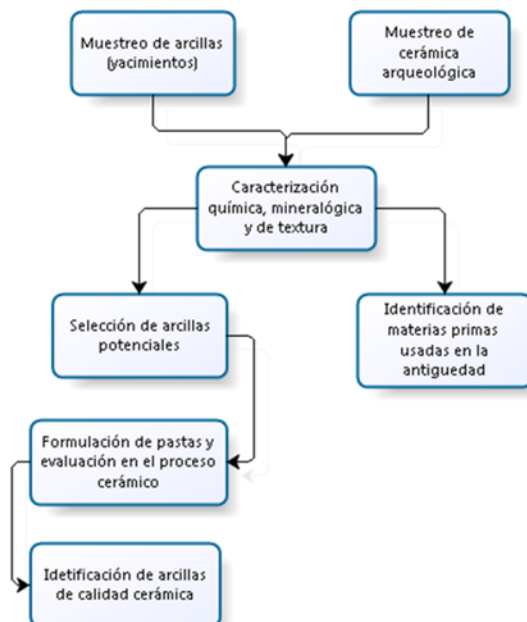 Muestreo de arcillas
(yacimientos)
Muestreo de
cerámica
arqueológica
Caracterización
química, mineralógica
y de textura
Selección de arcillas
potenciales
Identificación de
materias primas
usadas en la
antiguedad
Formulación de pastas y
evaluación en el proceso
cerámico
Idetificación de arcillas
de calidad cerámica